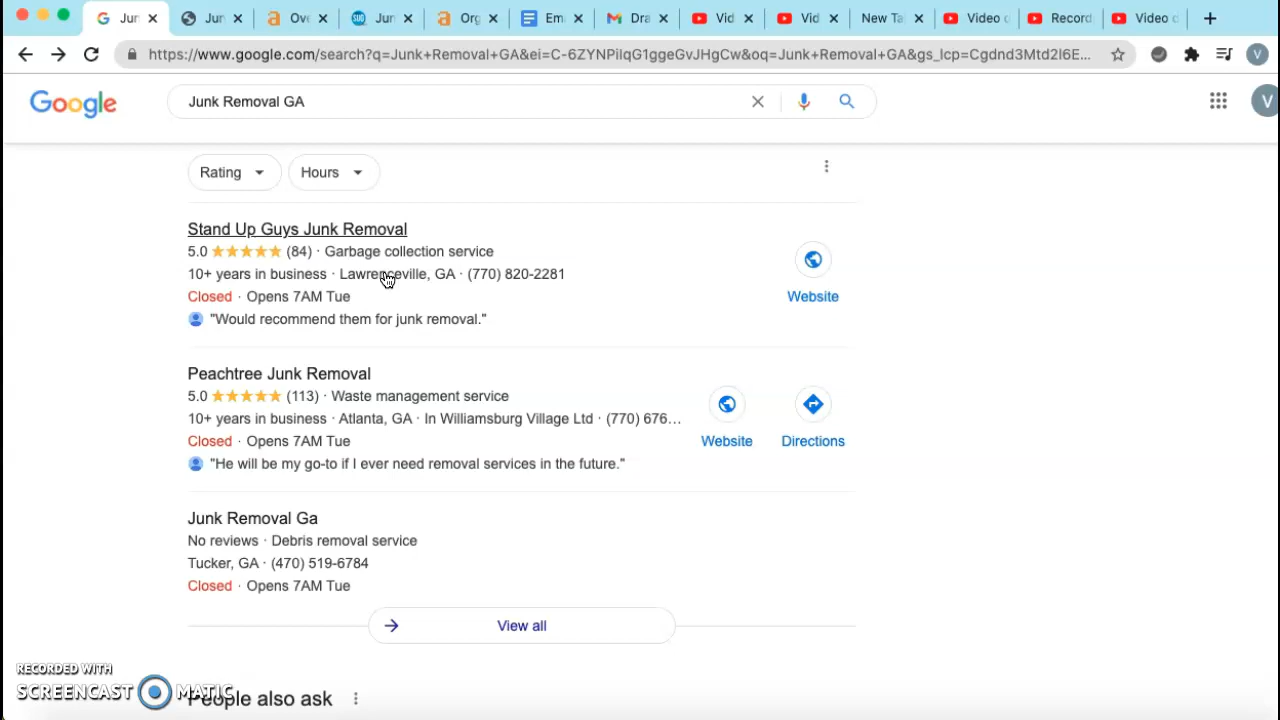 Jun
Jun
Ove
Jun
Org
Em
Dra
Vid
Vid
New Ta
Video o
Record
Video d
https://www.google.com/search?q=Junk+Removal+GA&ei=C-6ZYNPiIqG1ggeGvJHgCw&oq=Junk+Removal+GA&gs_lcp=Cgdnd3Mtd2l6E...
V
Google
Junk Removal GA
V
Rating
Hours
Stand Up Guys Junk Removal
5.0 (84) · Garbage collection service
10+ years in business · Lawrenceville, GA · (770) 820-2281
Closed · Opens 7AM Tue
"Would recommend them for junk removal."
Website
Peachtree Junk Removal
5.0 (113) · Waste management service
10+ years in business · Atlanta, GA · In Williamsburg Village Ltd · (770) 676...
Closed · Opens 7AM Tue
"He will be my go-to if I ever need removal services in the future."
Website
Directions
Junk Removal Ga
No reviews · Debris removal service
Tucker, GA · (470) 519-6784
Closed · Opens 7AM Tue
View all
RECORDED WITH
SCREENCAST MATIC
People also ask